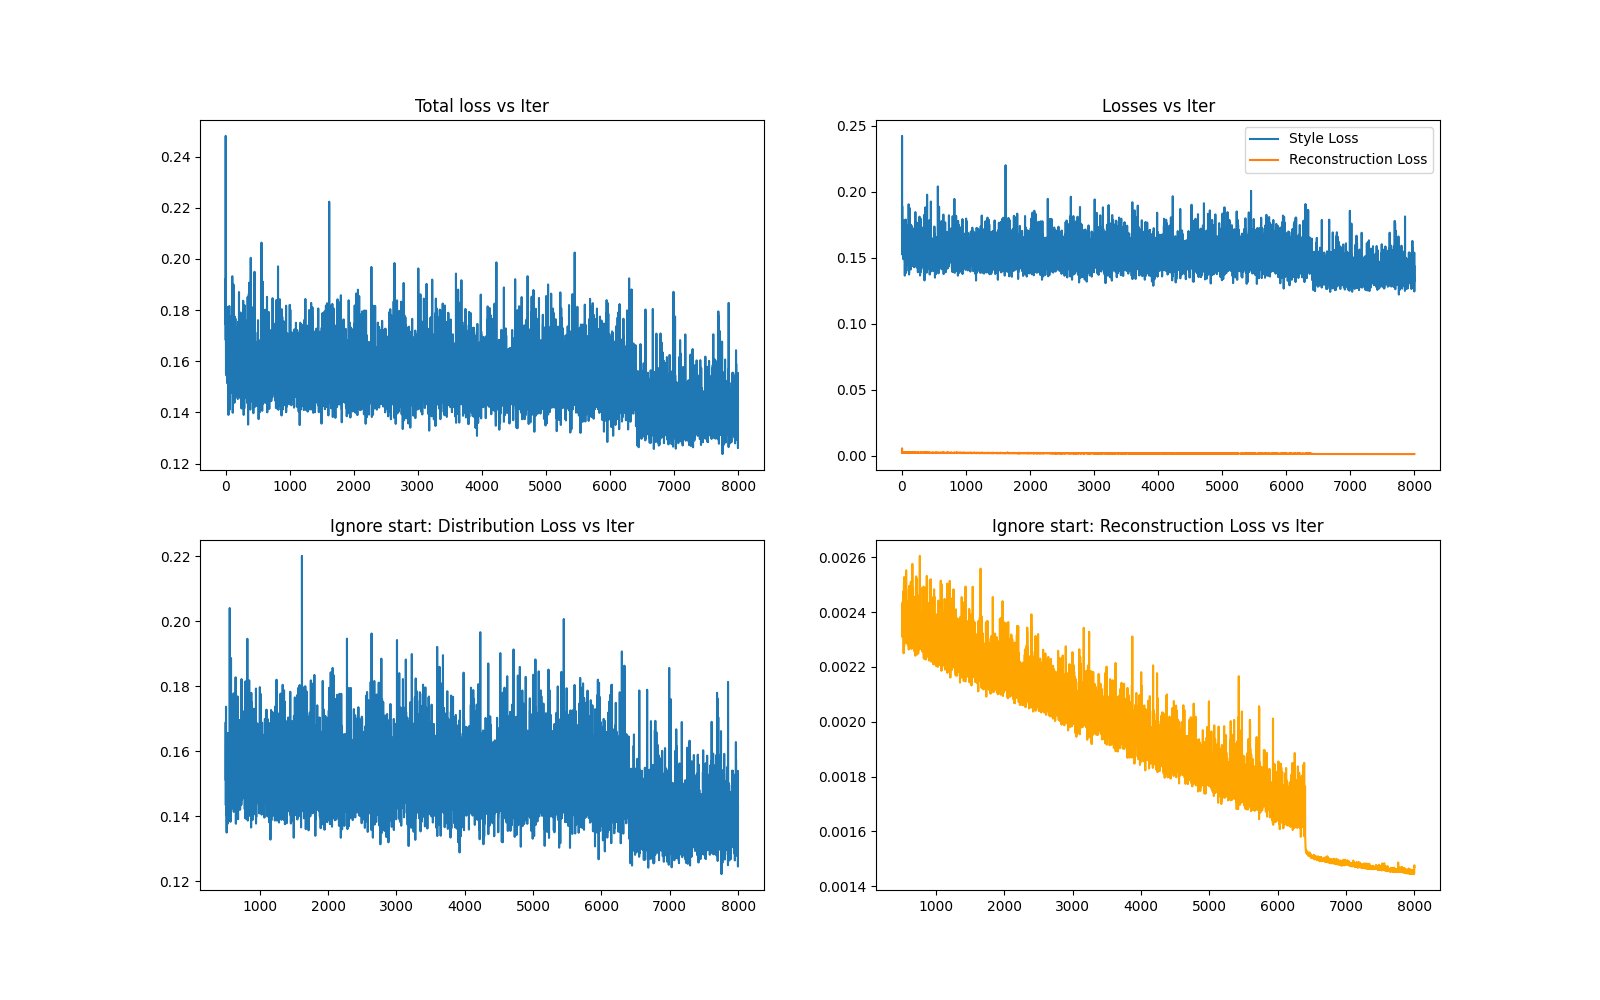 Total loss vs Iter
0.24
0.22
0.20
0.18
0.16
0.14
0.12
0 1000 2000 3000 4000 5000 6000 7000 8000
Losses vs Iter
Style Loss
Reconstruction Loss
0.25
0.20
0.15
0.10
0.05
0.00
0 1000 2000 3000 4000 5000 6000 7000 8000
Ignore start: Distribution Loss vs Iter
0.22
0.20
0.18
0.16
0.14
0.12
1000 2000 3000 4000 5000 6000 7000 8000
Ignore start: Reconstruction Loss vs Iter
0.0026
0.0024
0.0022
0.0020
0.0018
0.0016
0.0014
1000 2000 3000 4000 5000 6000 7000 8000